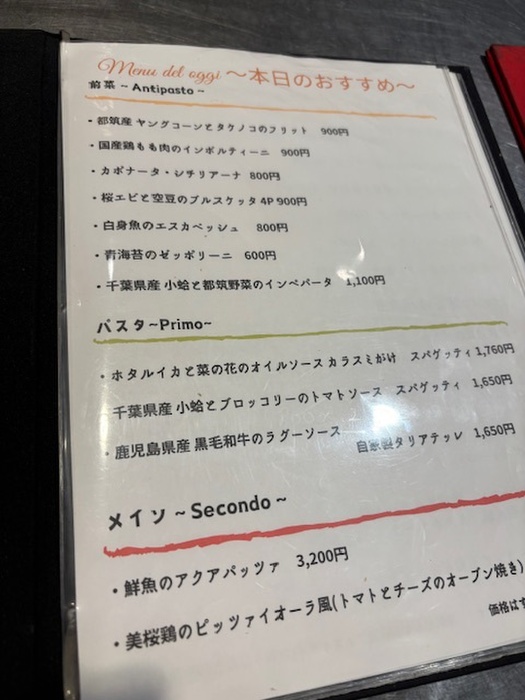 Menu del oggi ～本日のおすすめ～
前菜 ~ Antipasto ~
・都筑産 ヤングコーンとタケノコのフリット 900円
・国産鶏もも肉のインボルティーニ 900円
・カポナータ・シチリアーナ 800円
・桜エビと空豆のブルスケッタ 4P 900円
・白身魚のエスカベッシュ 800円
・青海苔のゼッポリーニ 600円
・千葉県産 小蛤と都筑野菜のインペパータ 1,100円
パスタ~Primo~
・ホタルイカと菜の花のオイルソース カラスミがけ スパゲッティ 1,760円
千葉県産 小蛤とブロッコリーのトマトソース スパゲッティ 1,650円
・鹿児島県産 黒毛和牛のラグーソース 自家製タリアテッレ 1,650円
メイン ~ Secondo ~
・鮮魚のアクアパッツァ 3,200円
・美桜鶏のピッツァイオーラ風(トマトとチーズのオーブン焼き)
価格はす